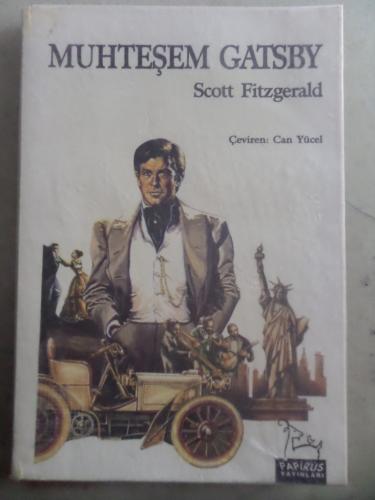 MUHTEŞEM GATSBY
Scott Fitzgerald
Çeviren: Can Yücel
PAPİRÜS
YAYINLARI